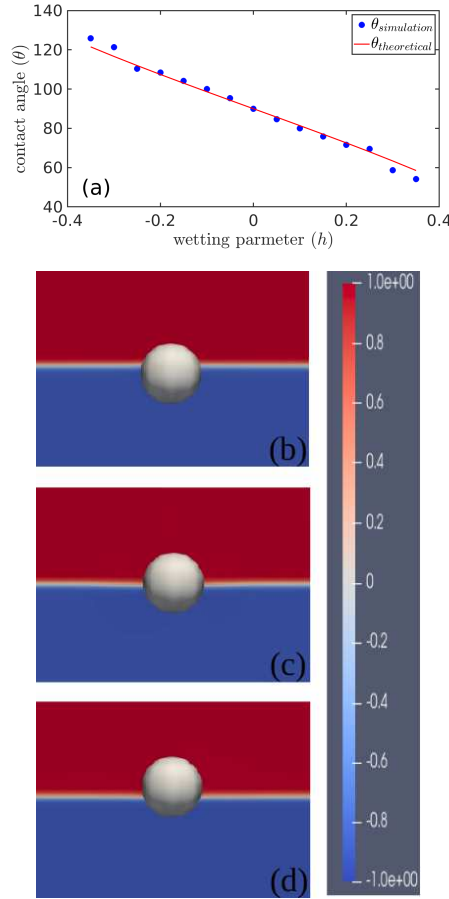 140
120
100
80
60
40
contact angle (θ)
θsimulation
θtheoretical
(a)
-0.4
-0.2
0
0.2
0.4
wetting parmeter (h)
(b)
(c)
(d)
1.0e+00
0.8
0.6
0.4
0.2
0
-0.2
-0.4
-0.6
-0.8
-1.0e+00